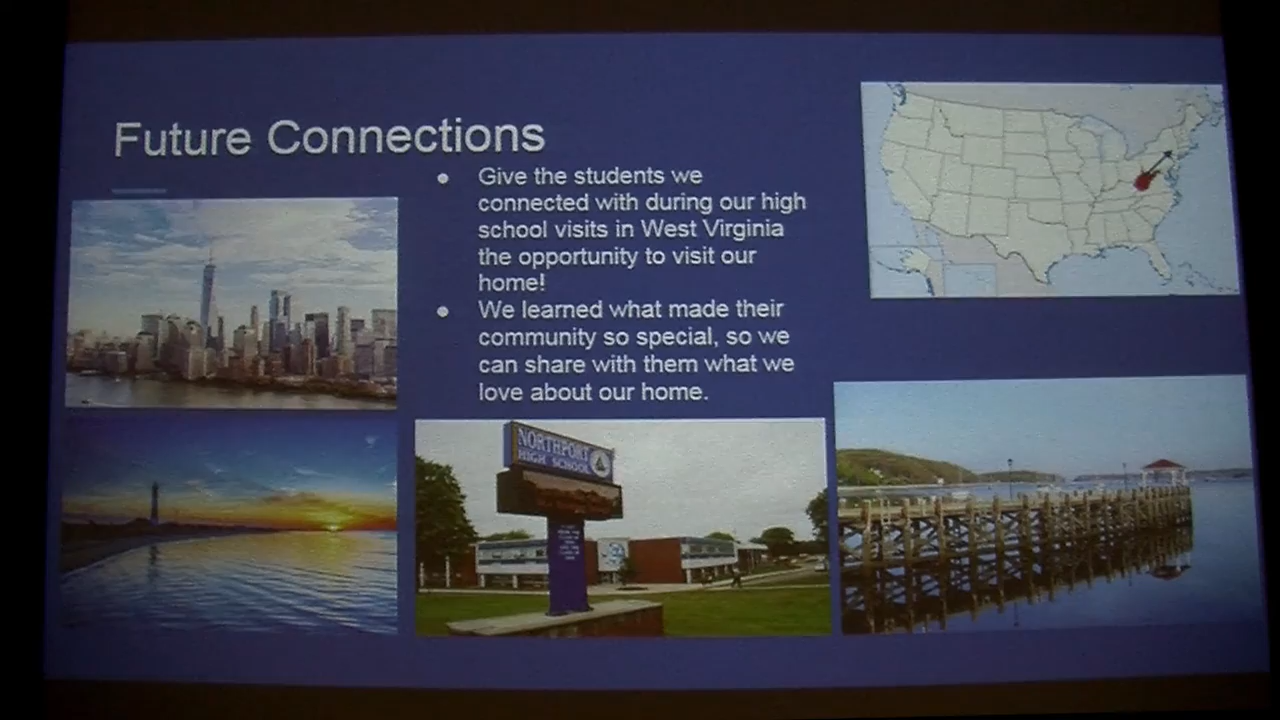 Future Connections
● Give the students we
connected with during our high
school visits in West Virginia
the opportunity to visit our
home!
● We learned what made their
community so special, so we
can share with them what we
love about our home.
NORTHPORT
HIGH SCHOOL